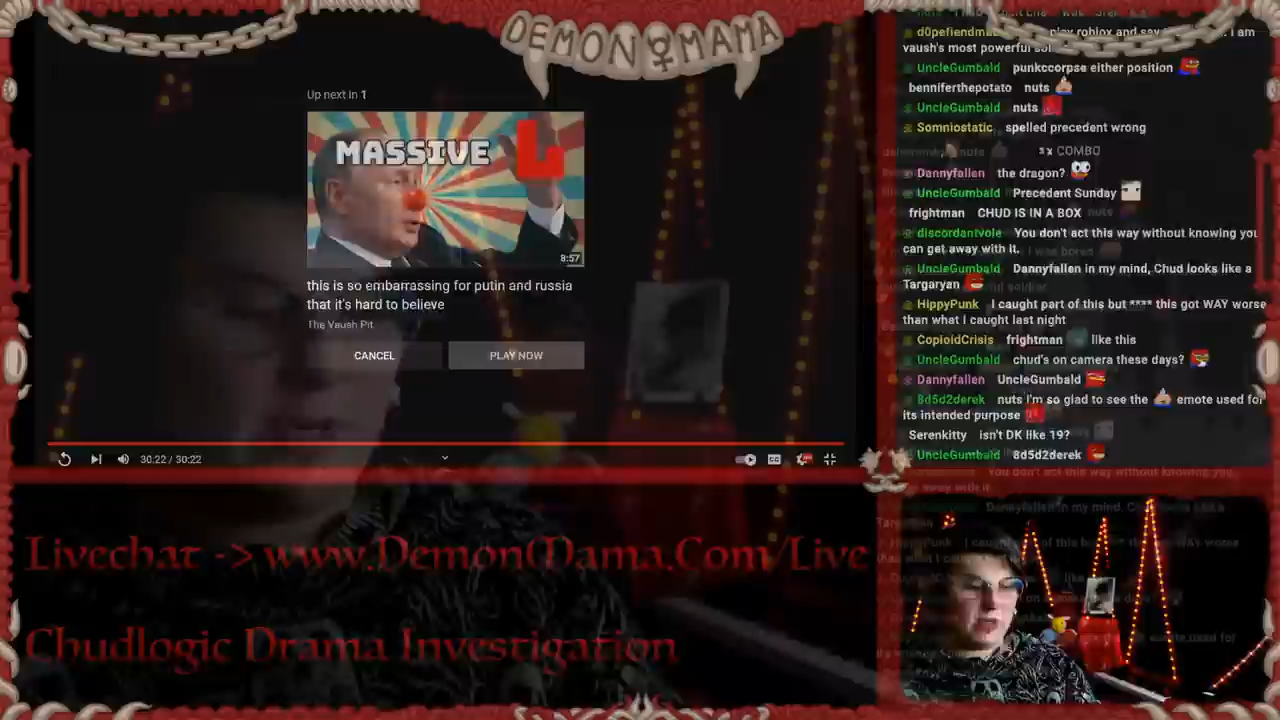 DEMON MAMA
Up next in 1
MASSIVE L
8:57
this is so embarrassing for putin and russia
that it's hard to believe
The Vaush Pit
CANCEL
PLAY NOW
30:22 / 30:22
Livechat -> www.DemonMama.Com/Live
Chudlogic Drama Investigation
vaush's most powerful
UncleGumbald punkccorpse either position
benniferthepotato nuts
UncleGumbald nuts
Somniostatic spelled precedent wrong
COMBO
Dannyfallen the dragon?
UncleGumbald Precedent Sunday
frightman CHUD IS IN A BOX
discordantvole You don't act this way without knowing you
can get away with it.
UncleGumbald Dannyfallen in my mind, Chud looks like a
Targaryan
HippyPunk I caught part of this but **** this got WAY worse
than what I caught last night
CopioidCrisis frightman like this
UncleGumbald chud's on camera these days?
Dannyfallen UncleGumbald
8d5d2derek nuts I'm so glad to see the emote used for
its intended purpose
Serenkitty isn't DK like 19?
UncleGumbald 8d5d2derek